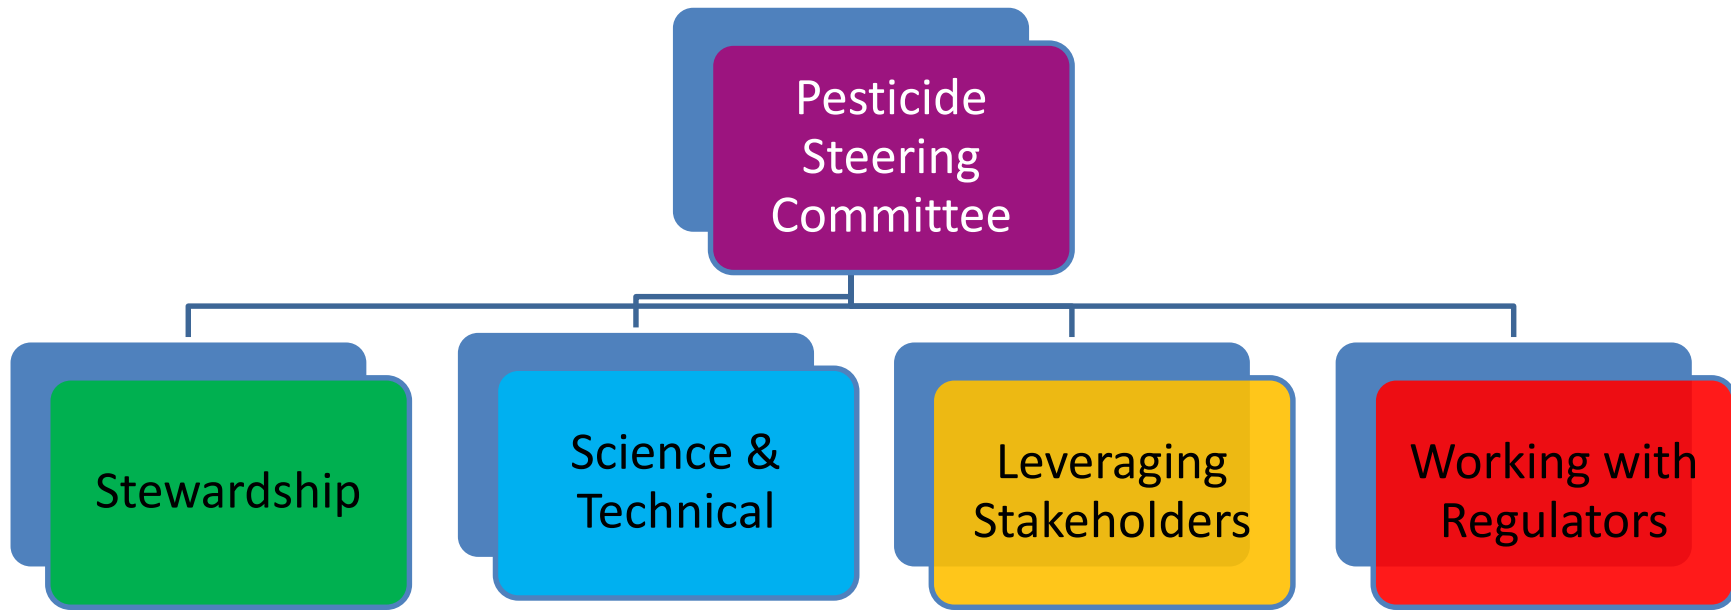 Pesticide
Steering
Committee
Stewardship
Science &
Technical
Leveraging
Stakeholders
Working with
Regulators